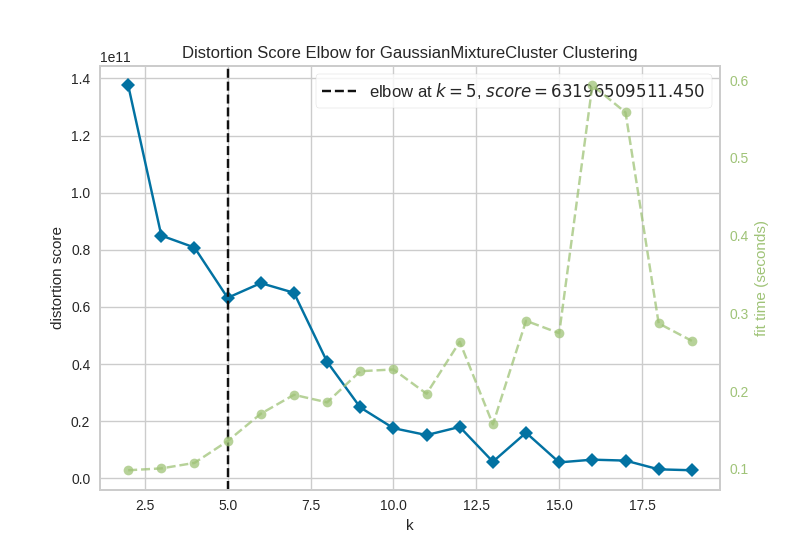 Distortion Score Elbow for GaussianMixtureCluster Clustering
1e11
elbow at k = 5, score = 63196509511.450
1.4
1.2
1.0
0.8
0.6
0.4
0.2
0.0
distortion score
0.6
0.5
0.4
0.3
0.2
0.1
fit time (seconds)
2.5 5.0 7.5 10.0 12.5 15.0 17.5
k